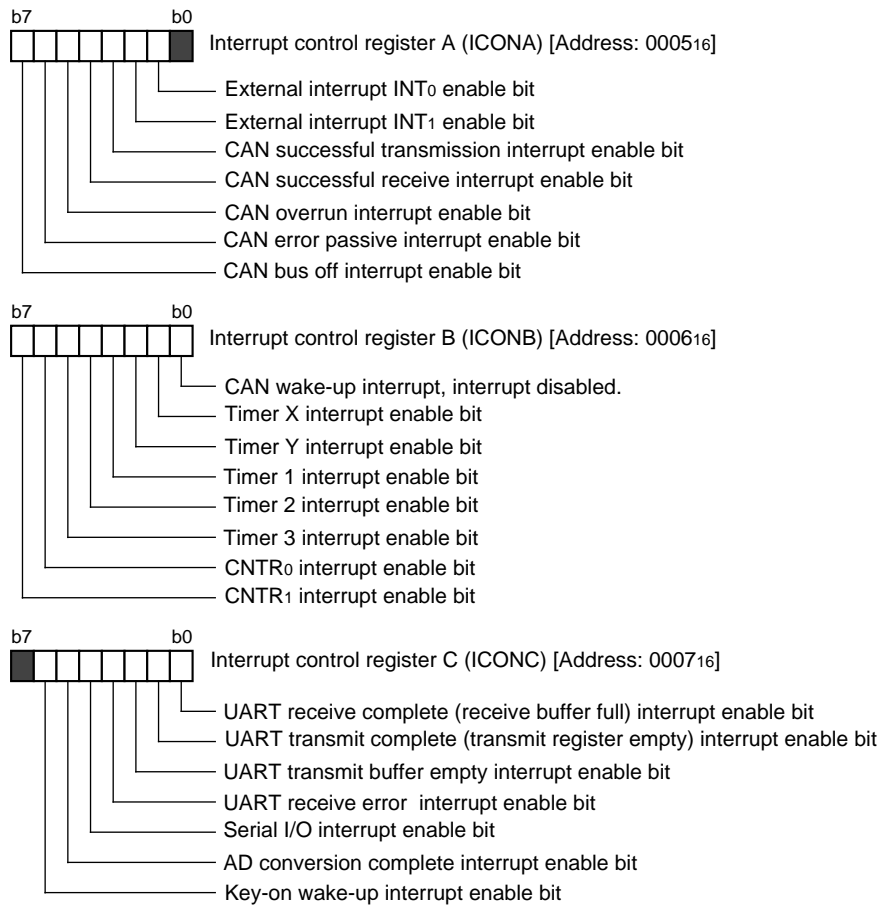 b7 b0
Interrupt control register A (ICONA) [Address: 000516]
External interrupt INT0 enable bit
External interrupt INT1 enable bit
CAN successful transmission interrupt enable bit
CAN successful receive interrupt enable bit
CAN overrun interrupt enable bit
CAN error passive interrupt enable bit
CAN bus off interrupt enable bit
b7 b0
Interrupt control register B (ICONB) [Address: 000616]
CAN wake-up interrupt, interrupt disabled.
Timer X interrupt enable bit
Timer Y interrupt enable bit
Timer 1 interrupt enable bit
Timer 2 interrupt enable bit
Timer 3 interrupt enable bit
CNTR0 interrupt enable bit
CNTR1 interrupt enable bit
b7 b0
Interrupt control register C (ICONC) [Address: 000716]
UART receive complete (receive buffer full) interrupt enable bit
UART transmit complete (transmit register empty) interrupt enable bit
UART transmit buffer empty interrupt enable bit
UART receive error interrupt enable bit
Serial I/O interrupt enable bit
AD conversion complete interrupt enable bit
Key-on wake-up interrupt enable bit